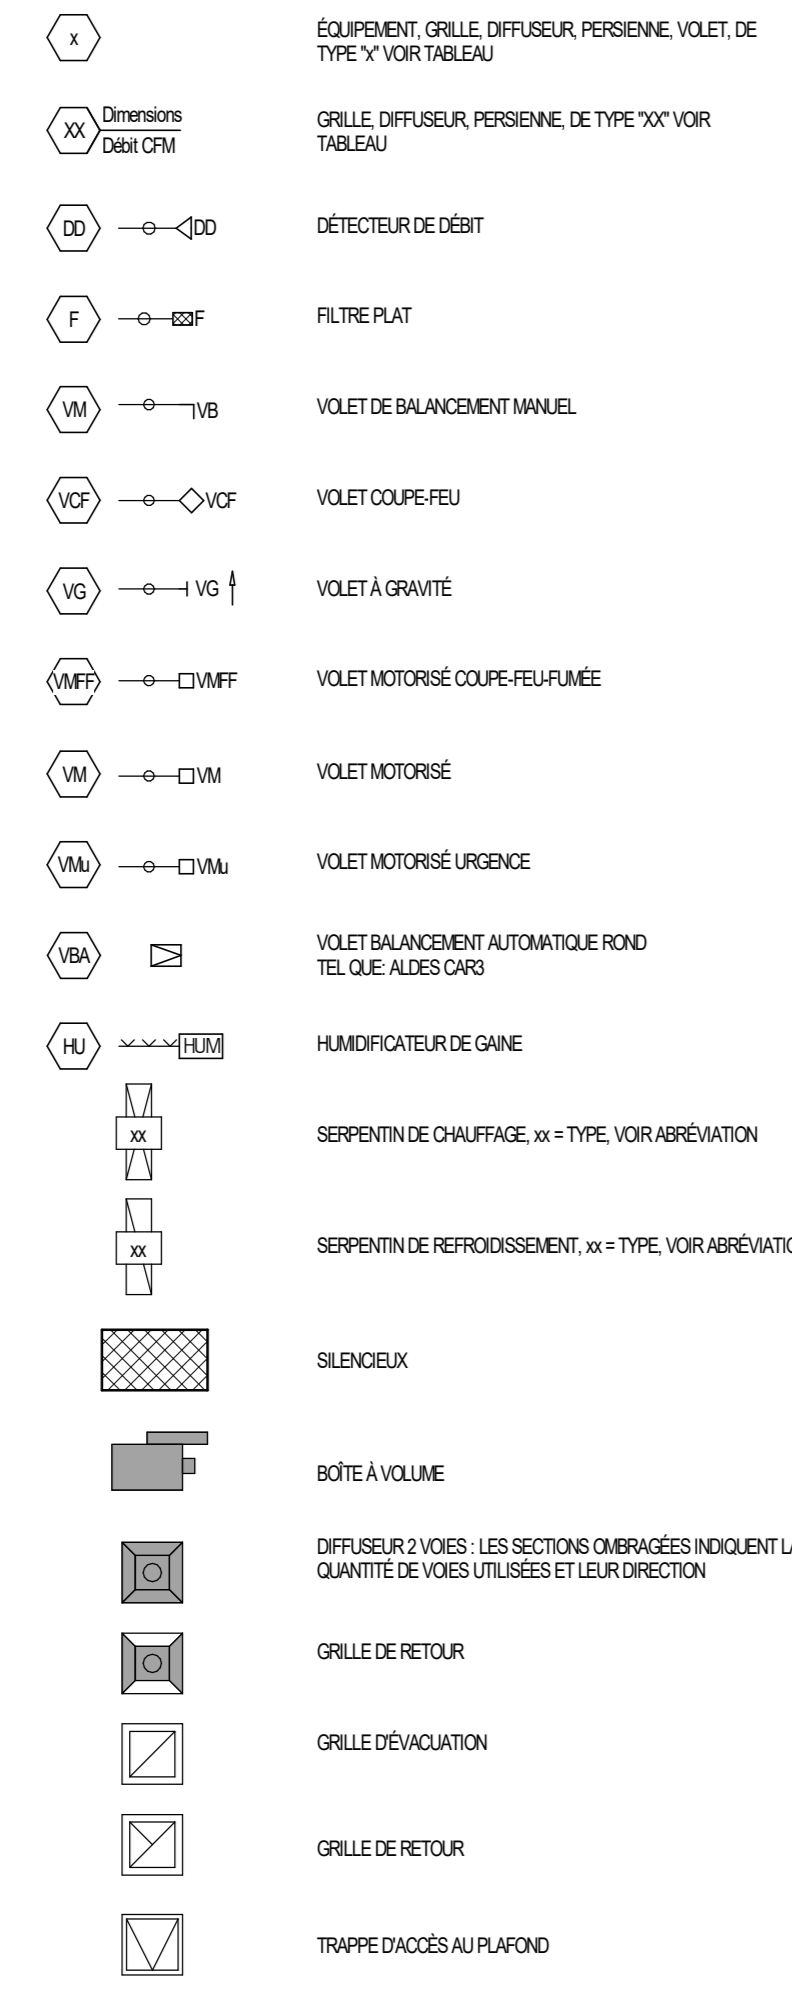 x
ÉQUIPEMENT, GRILLE, DIFFUSEUR, PERSIENNE, VOLET, DE
TYPE "x" VOIR TABLEAU
XX
Dimensions
Débit CFM
GRILLE, DIFFUSEUR, PERSIENNE, DE TYPE "XX" VOIR
TABLEAU
DD
DD
DÉTECTEUR DE DÉBIT
F
F
FILTRE PLAT
VM
VB
VOLET DE BALANCEMENT MANUEL
VCF
VCF
VOLET COUPE-FEU
VG
VG
VOLET À GRAVITÉ
VMFF
VMFF
VOLET MOTORISÉ COUPE-FEU-FUMÉE
VM
VM
VOLET MOTORISÉ
VMu
VMu
VOLET MOTORISÉ URGENCE
VBA
VOLET BALANCEMENT AUTOMATIQUE ROND
TEL QUE: ALDES CAR3
HU
HUM
HUMIDIFICATEUR DE GAINE
xx
SERPENTIN DE CHAUFFAGE, xx = TYPE, VOIR ABRÉVIATION
xx
SERPENTIN DE REFROIDISSEMENT, xx = TYPE, VOIR ABRÉVIATIO
SILENCIEUX
BOÎTE À VOLUME
DIFFUSEUR 2 VOIES : LES SECTIONS OMBRAGÉES INDIQUENT LA
QUANTITÉ DE VOIES UTILISÉES ET LEUR DIRECTION
GRILLE DE RETOUR
GRILLE D'ÉVACUATION
GRILLE DE RETOUR
TRAPPE D'ACCÈS AU PLAFOND